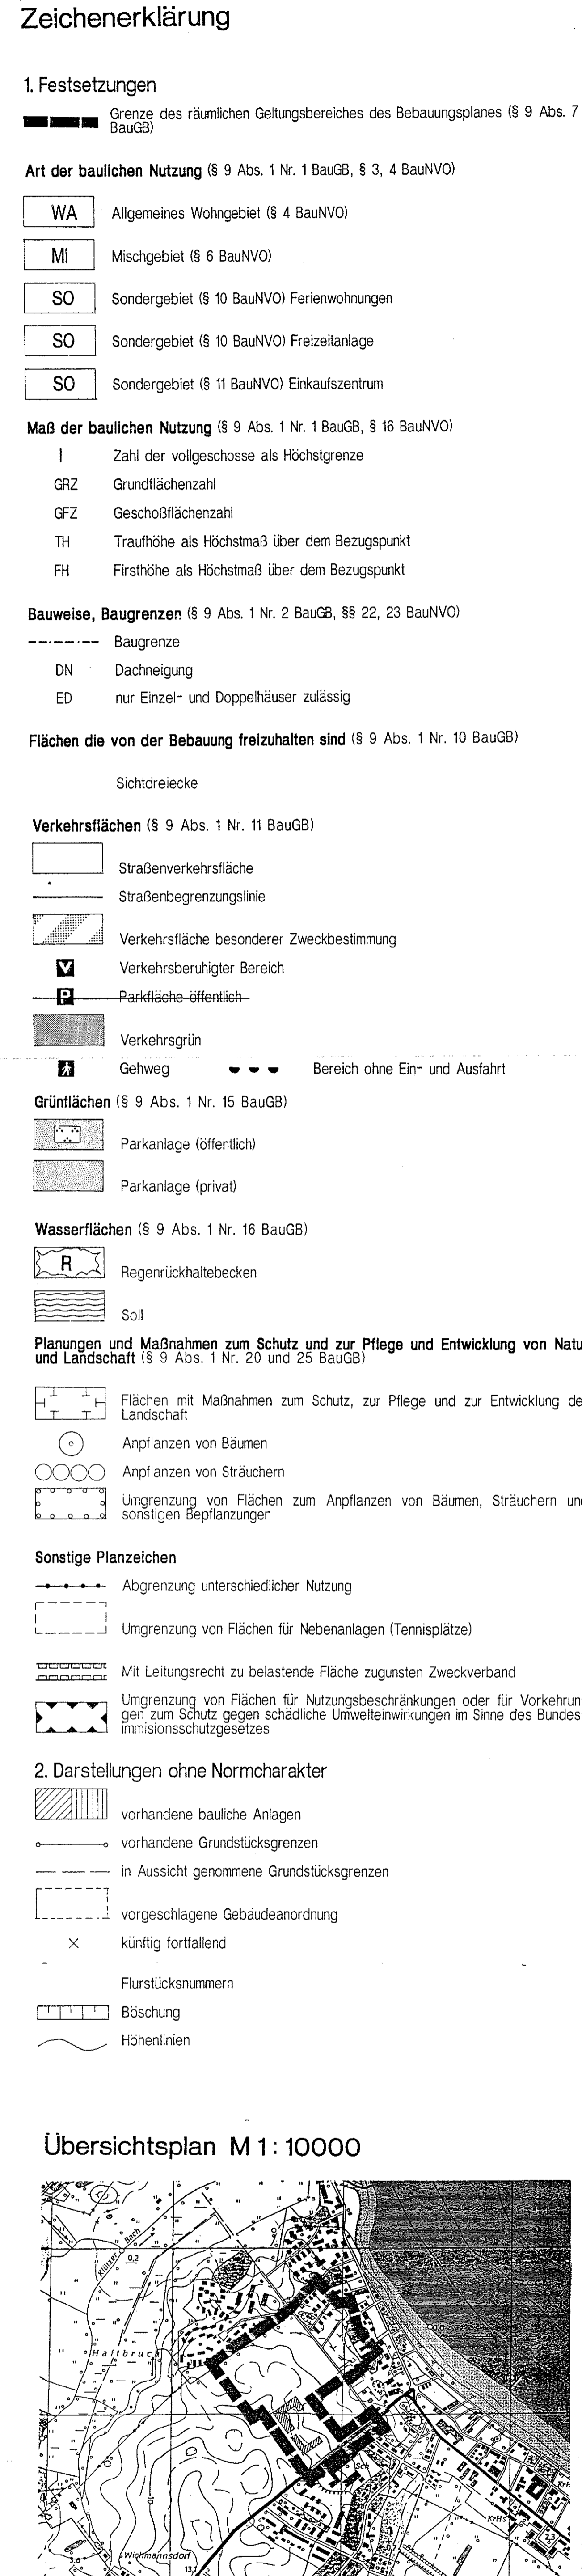 Zeichenerklärung
1. Festsetzungen
Grenze des räumlichen Geltungsbereiches des Bebauungsplanes (§ 9 Abs. 7
BauGB)
Art der baulichen Nutzung (§ 9 Abs. 1 Nr. 1 BauGB, § 3, 4 BauNVO)
WA Allgemeines Wohngebiet (§ 4 BauNVO)
MI Mischgebiet (§ 6 BauNVO)
SO Sondergebiet (§ 10 BauNVO) Ferienwohnungen
SO Sondergebiet (§ 10 BauNVO) Freizeitanlage
SO Sondergebiet (§ 11 BauNVO) Einkaufszentrum
Maß der baulichen Nutzung (§ 9 Abs. 1 Nr. 1 BauGB, § 16 BauNVO)
I Zahl der vollgeschosse als Höchstgrenze
GRZ Grundflächenzahl
GFZ Geschoßflächenzahl
TH Traufhöhe als Höchstmaß über dem Bezugspunkt
FH Firsthöhe als Höchstmaß über dem Bezugspunkt
Bauweise, Baugrenzen (§ 9 Abs. 1 Nr. 2 BauGB, §§ 22, 23 BauNVO)
Baugrenze
DN Dachneigung
ED nur Einzel- und Doppelhäuser zulässig
Flächen die von der Bebauung freizuhalten sind (§ 9 Abs. 1 Nr. 10 BauGB)
Sichtdreiecke
Verkehrsflächen (§ 9 Abs. 1 Nr. 11 BauGB)
Straßenverkehrsfläche
Straßenbegrenzungslinie
Verkehrsfläche besonderer Zweckbestimmung
V Verkehrsberuhigter Bereich
P Parkfläche öffentlich
Verkehrsgrün
Gehweg Bereich ohne Ein- und Ausfahrt
Grünflächen (§ 9 Abs. 1 Nr. 15 BauGB)
Parkanlage (öffentlich)
Parkanlage (privat)
Wasserflächen (§ 9 Abs. 1 Nr. 16 BauGB)
R Regenrückhaltebecken
Soll
Planungen und Maßnahmen zum Schutz und zur Pflege und Entwicklung von Natu
und Landschaft (§ 9 Abs. 1 Nr. 20 und 25 BauGB)
Flächen mit Maßnahmen zum Schutz, zur Pflege und zur Entwicklung de
Landschaft
Anpflanzen von Bäumen
Anpflanzen von Sträuchern
Umgrenzung von Flächen zum Anpflanzen von Bäumen, Sträuchern un
sonstigen Bepflanzungen
Sonstige Planzeichen
Abgrenzung unterschiedlicher Nutzung
Umgrenzung von Flächen für Nebenanlagen (Tennisplätze)
Mit Leitungsrecht zu belastende Fläche zugunsten Zweckverband
Umgrenzung von Flächen für Nutzungsbeschränkungen oder für Vorkehrun-
gen zum Schutz gegen schädliche Umwelteinwirkungen im Sinne des Bundes-
immisionsschutzgesetzes
2. Darstellungen ohne Normcharakter
vorhandene bauliche Anlagen
vorhandene Grundstücksgrenzen
in Aussicht genommene Grundstücksgrenzen
vorgeschlagene Gebäudeanordnung
künftig fortfallend
Flurstücksnummern
Böschung
Höhenlinien
Übersichtsplan M 1 : 10000
Klützer Bach
0,2
Haftbruch
Sch
KrHs
2,3
Wichmannsdorf